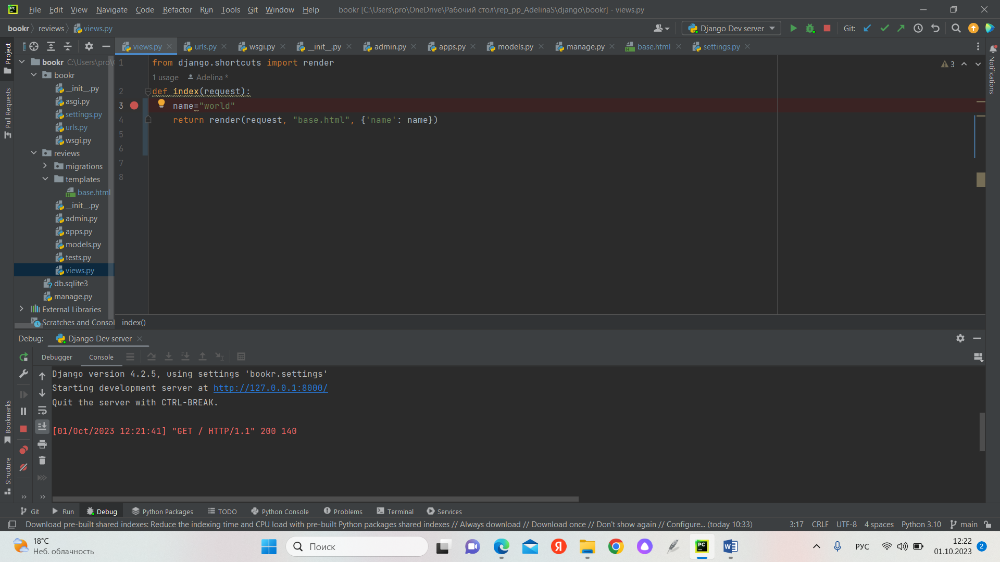 File Edit View Navigate Code Refactor Run Tools Git Window Help bookr [C:\Users\pro\OneDrive\Рабочий стол\rep_pp_AdelinaS\django\bookr] - views.py
bookr reviews views.py Django Dev server Git:
views.py urls.py wsgi.py __init__.py admin.py apps.py models.py manage.py base.html settings.py
Project
Pull Requests
Bookmarks
Structure
Notifications
bookr C:\Users\pro\
bookr
__init__.py
asgi.py
settings.py
urls.py
wsgi.py
reviews
migrations
templates
base.html
__init__.py
admin.py
apps.py
models.py
tests.py
views.py
db.sqlite3
manage.py
External Libraries
Scratches and Consol
1 from django.shortcuts import render
1 usage Adelina *
2 def index(request):
3 name="world"
4 return render(request, "base.html", {'name': name})
5
6
7
8
3
index()
Debug: Django Dev server
Debugger Console
Django version 4.2.5, using settings 'bookr.settings'
Starting development server at http://127.0.0.1:8000/
Quit the server with CTRL-BREAK.
[01/Oct/2023 12:21:41] "GET / HTTP/1.1" 200 140
Git Run Debug Python Packages TODO Python Console Problems Terminal Services
Download pre-built shared indexes: Reduce the indexing time and CPU load with pre-built Python packages shared indexes // Always download // Download once // Don't show again // Configure... (today 10:33) 3:17 CRLF UTF-8 4 spaces Python 3.10 main
18°C
Неб. облачность
Поиск
РУС
12:22
01.10.2023
2